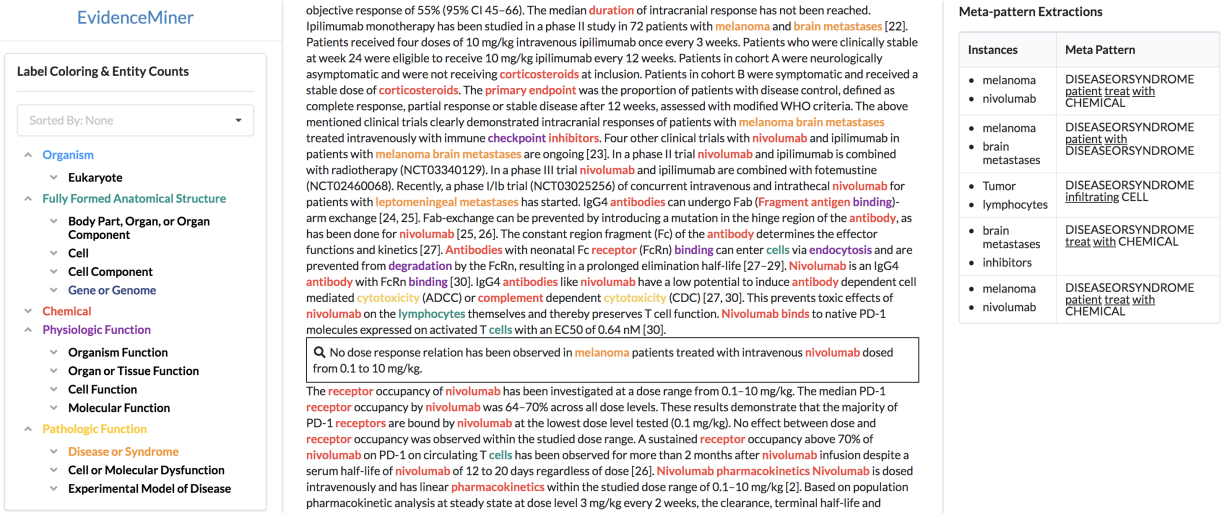 EvidenceMiner
Label Coloring & Entity Counts
Sorted By: None
Organism
Eukaryote
Fully Formed Anatomical Structure
Body Part, Organ, or Organ
Component
Cell
Cell Component
Gene or Genome
Chemical
Physiologic Function
Organism Function
Organ or Tissue Function
Cell Function
Molecular Function
Pathologic Function
Disease or Syndrome
Cell or Molecular Dysfunction
Experimental Model of Disease
objective response of 55% (95% CI 45–66). The median duration of intracranial response has not been reached.
Ipilimumab monotherapy has been studied in a phase II study in 72 patients with melanoma and brain metastases [22].
Patients received four doses of 10 mg/kg intravenous ipilimumab once every 3 weeks. Patients who were clinically stable
at week 24 were eligible to receive 10 mg/kg ipilimumab every 12 weeks. Patients in cohort A were neurologically
asymptotic and were not receiving corticosteroids at inclusion. Patients in cohort B were symptomatic and received a
stable dose of corticosteroids. The primary endpoint was the proportion of patients with disease control, defined as
complete response, partial response or stable disease after 12 weeks, assessed with modified WHO criteria. The above
mentioned clinical trials clearly demonstrated intracranial responses of patients with melanoma brain metastases
treated intravenously with immune checkpoint inhibitors. Four other clinical trials with nivolumab and ipilimumab in
patients with melanoma brain metastases are ongoing [23]. In a phase II trial nivolumab and ipilimumab is combined
with radiotherapy (NCT03340129). In a phase III trial nivolumab and ipilimumab are combined with fotemustine
(NCT02460068). Recently, a phase I/Ib trial (NCT03025256) of concurrent intravenous and intrathecal nivolumab for
patients with leptomeningeal metastases has started. IgG4 antibodies can undergo Fab (Fragment antigen binding)-
arm exchange [24, 25]. Fab-exchange can be prevented by introducing a mutation in the hinge region of the antibody, as
has been done for nivolumab [25, 26]. The constant region fragment (Fc) of the antibody determines the effector
functions and kinetics [27]. Antibodies with neonatal Fc receptor (FcRn) binding can enter cells via endocytosis and are
prevented from degradation by the FcRn, resulting in a prolonged elimination half-life [27–29]. Nivolumab is an IgG4
antibody with FcRn binding [30]. IgG4 antibodies like nivolumab have a low potential to induce antibody dependent cell
mediated cytotoxicity (ADCC) or complement dependent cytotoxicity (CDC) [27, 30]. This prevents toxic effects of
nivolumab on the lymphocytes themselves and thereby preserves T cell function. Nivolumab binds to native PD-1
molecules expressed on activated T cells with an EC50 of 0.64 nM [30].
No dose response relation has been observed in melanoma patients treated with intravenous nivolumab dosed
from 0.1 to 10 mg/kg.
The receptor occupancy of nivolumab has been investigated at a dose range from 0.1–10 mg/kg. The median PD-1
receptor occupancy by nivolumab was 64–70% across all dose levels. These results demonstrate that the majority of
PD-1 receptors are bound by nivolumab at the lowest dose level tested (0.1 mg/kg). No effect between dose and
receptor occupancy was observed within the studied dose range. A sustained receptor occupancy above 70% of
nivolumab on PD-1 on circulating T cells has been observed for more than 2 months after nivolumab infusion despite a
serum half-life of nivolumab of 12 to 20 days regardless of dose [26]. Nivolumab pharmacokinetics Nivolumab is dosed
intravenously and has linear pharmacokinetics within the studied dose range of 0.1–10 mg/kg [2]. Based on population
pharmacokinetic analysis at steady state at dose level 3 mg/kg every 2 weeks, the clearance, terminal half-life and
Meta-pattern Extractions
Instances Meta Pattern
• melanoma DISEASEORSYNDROME
patient treat with
• nivolumab CHEMICAL
• melanoma DISEASEORSYNDROME
patient with
• brain DISEASEORSYNDROME
metastases
• Tumor DISEASEORSYNDROME
• lymphocytes infiltrating CELL
• brain DISEASEORSYNDROME
metastases treat with CHEMICAL
• inhibitors
• melanoma DISEASEORSYNDROME
patient treat with
• nivolumab CHEMICAL